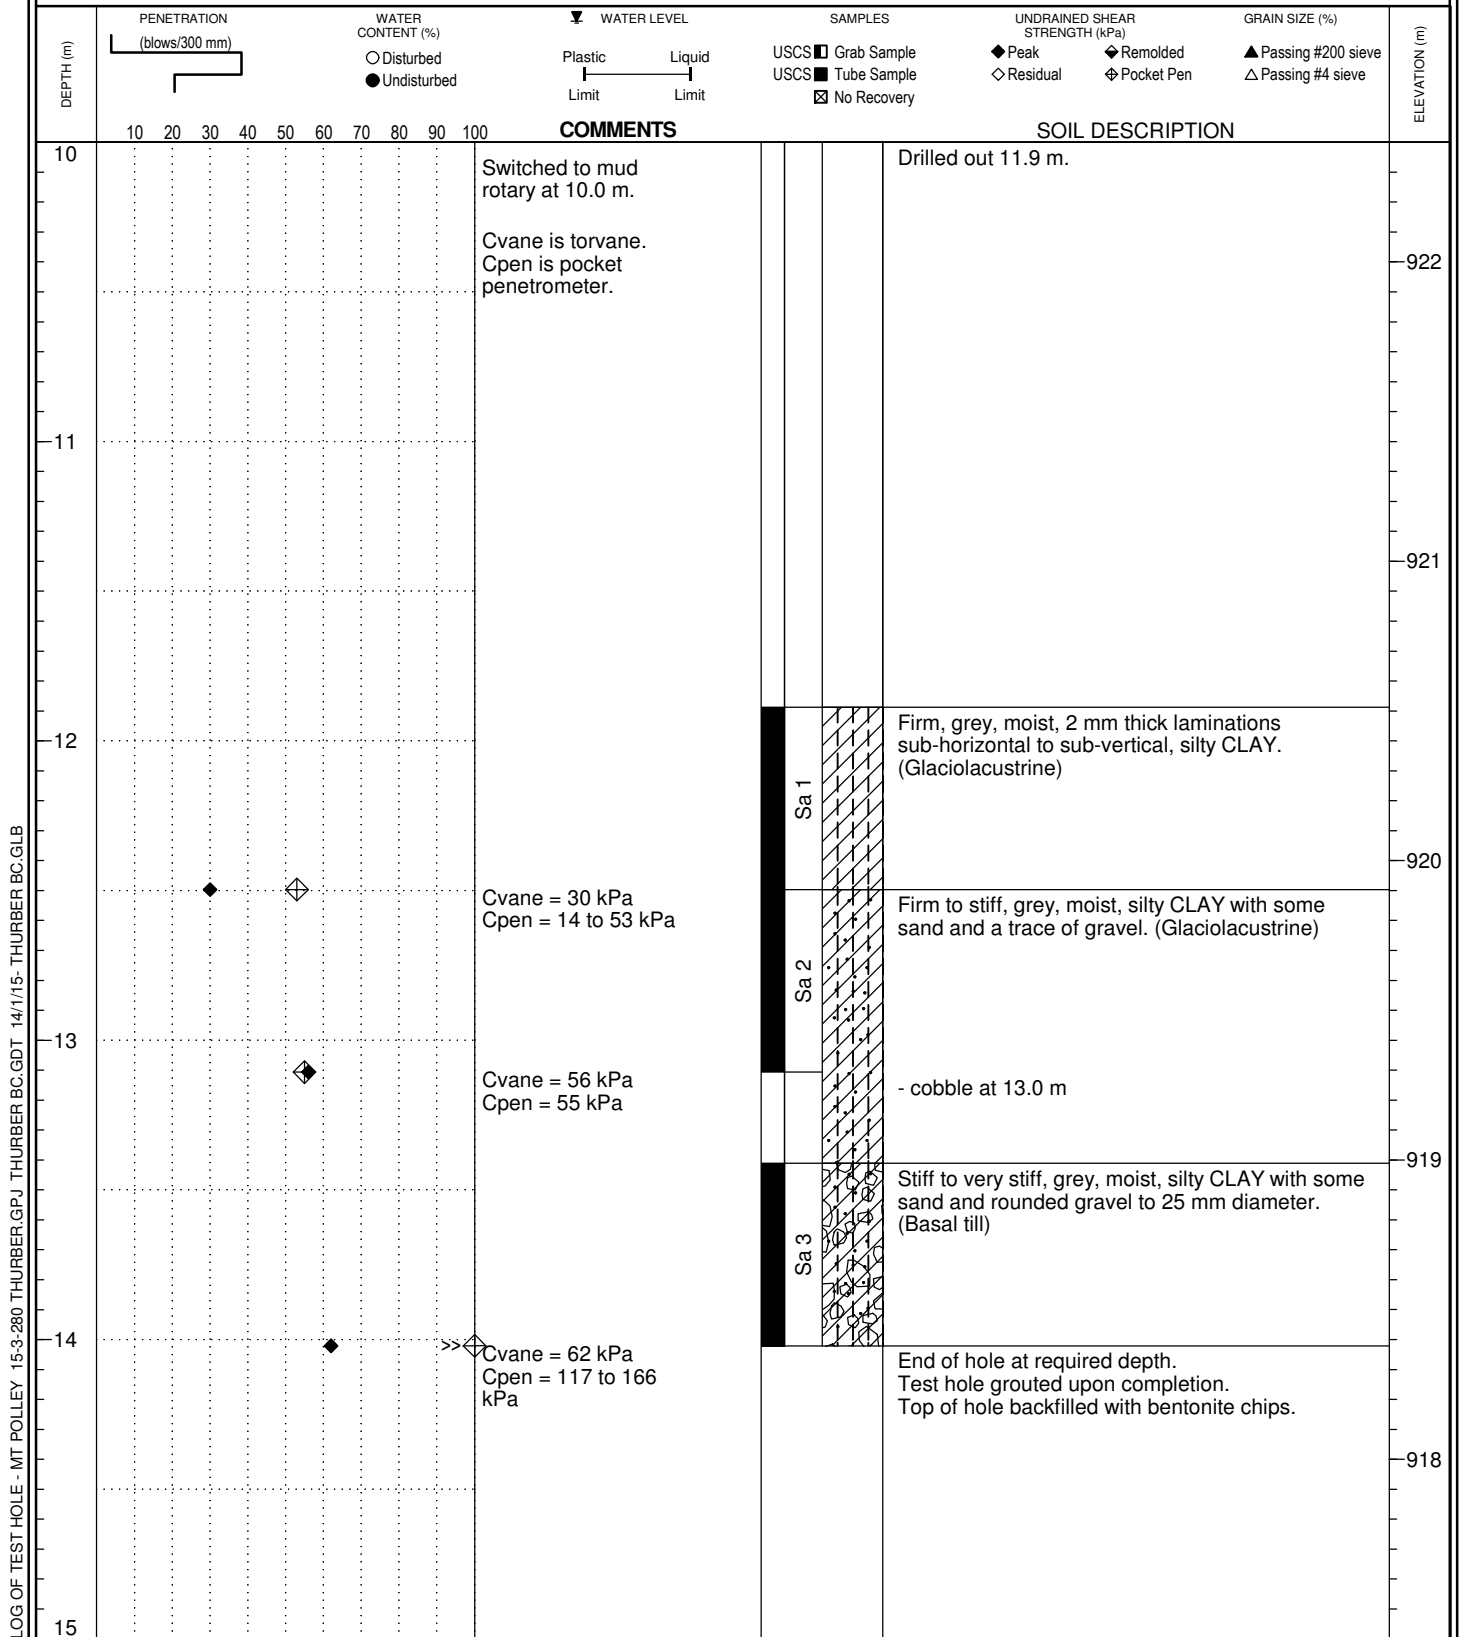 PENETRATION
(blows/300 mm)
WATER
CONTENT (%)
Disturbed
Undisturbed
WATER LEVEL
Plastic Liquid
Limit Limit
SAMPLES
USCS Grab Sample
USCS Tube Sample
No Recovery
UNDRAINED SHEAR
STRENGTH (kPa)
Peak Remolded
Residual Pocket Pen
GRAIN SIZE (%)
Passing #200 sieve
Passing #4 sieve
DEPTH (m)
ELEVATION (m)
10 20 30 40 50 60 70 80 90 100
COMMENTS
SOIL DESCRIPTION
10
Switched to mud
rotary at 10.0 m.
Drilled out 11.9 m.
Cvane is torvane.
Cpen is pocket
penetrometer.
922
11
921
Firm, grey, moist, 2 mm thick laminations
sub-horizontal to sub-vertical, silty CLAY.
(Glaciolacustrine)
12
Sa 1
920
Cvane = 30 kPa
Cpen = 14 to 53 kPa
Firm to stiff, grey, moist, silty CLAY with some
sand and a trace of gravel. (Glaciolacustrine)
Sa 2
13
Cvane = 56 kPa
Cpen = 55 kPa
- cobble at 13.0 m
919
Stiff to very stiff, grey, moist, silty CLAY with some
sand and rounded gravel to 25 mm diameter.
(Basal till)
Sa 3
14
>>
Cvane = 62 kPa
Cpen = 117 to 166
kPa
End of hole at required depth.
Test hole grouted upon completion.
Top of hole backfilled with bentonite chips.
918
15
LOG OF TEST HOLE - MT POLLEY 15-3-280 THURBER.GPJ THURBER BC.GDT 14/1/15- THURBER BC.GLB